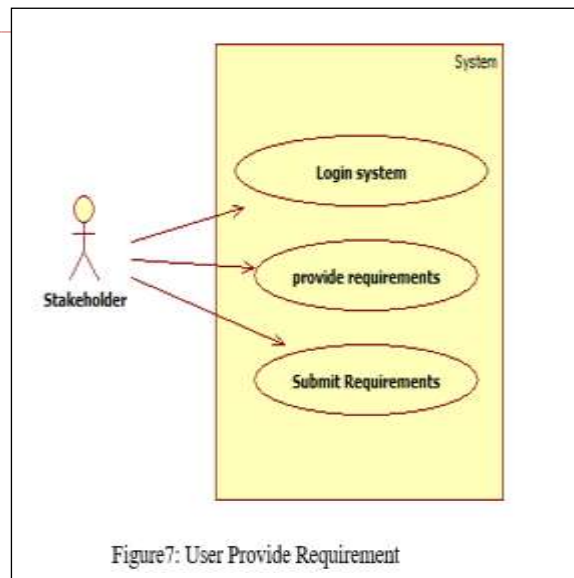 System
Login system
provide requirements
Stakeholder
Submit Requirements
Figure7: User Provide Requirement